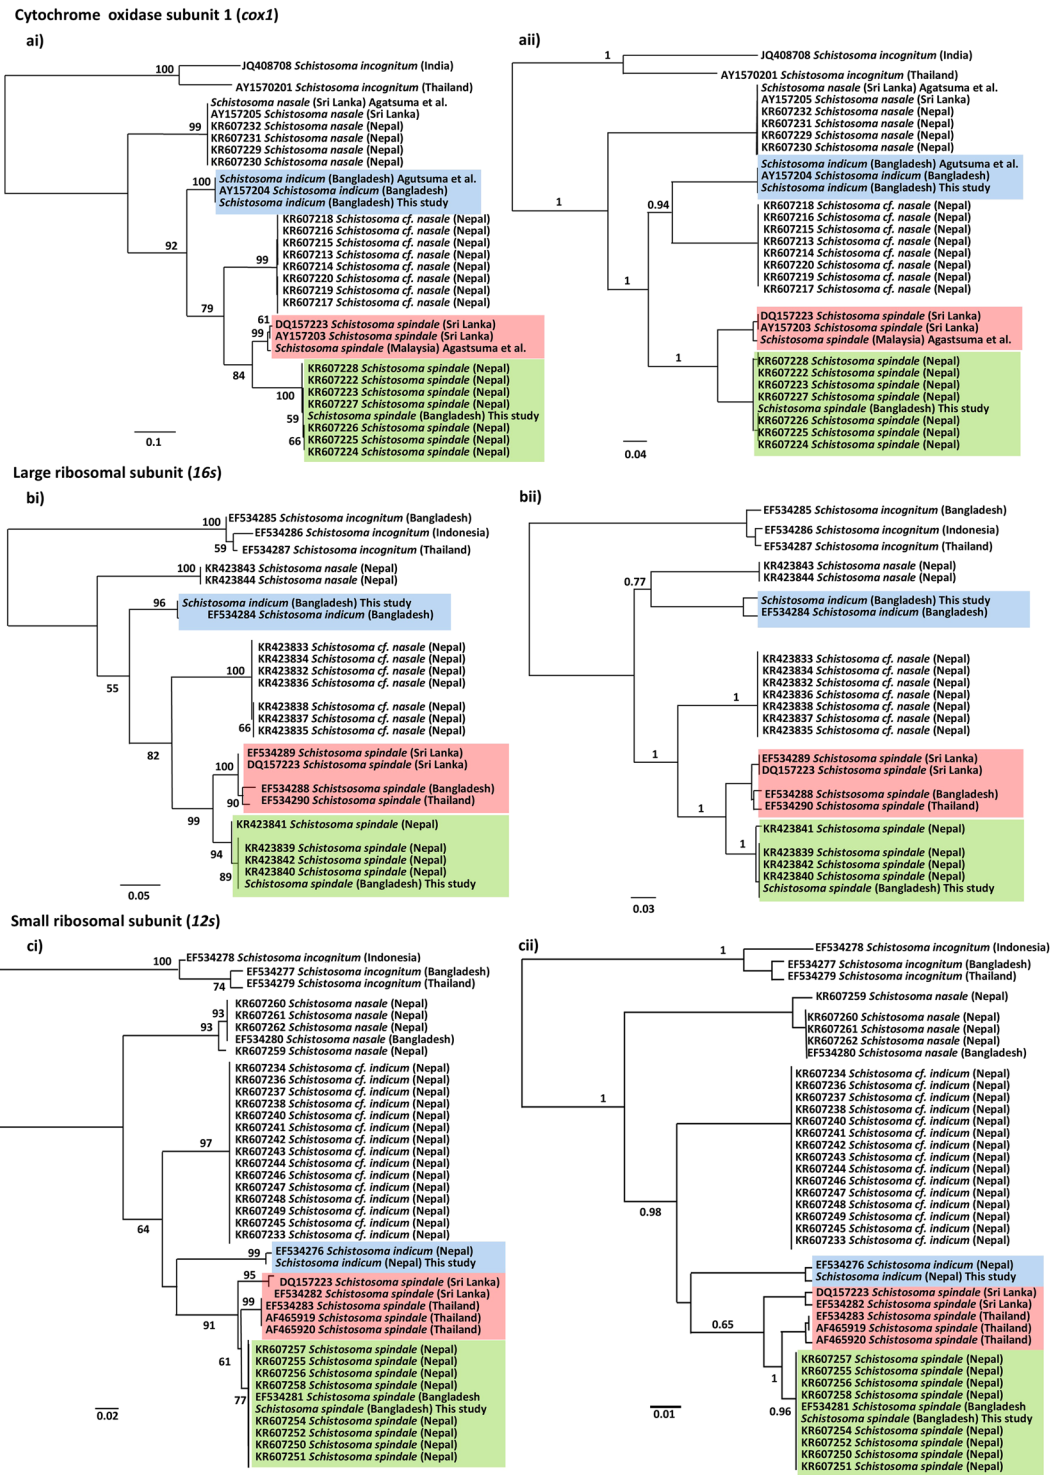 Cytochrome oxidase subunit 1 (cox1)
ai)
100
JQ408708 Schistosoma incognitum (India)
AY1570201 Schistosoma incognitum (Thailand)
Schistosoma nasale (Sri Lanka) Agatsuma et al.
AY157205 Schistosoma nasale (Sri Lanka)
99
KR607232 Schistosoma nasale (Nepal)
KR607231 Schistosoma nasale (Nepal)
KR607229 Schistosoma nasale (Nepal)
KR607230 Schistosoma nasale (Nepal)
100
Schistosoma indicum (Bangladesh) Agutsuma et al.
AY157204 Schistosoma indicum (Bangladesh)
Schistosoma indicum (Bangladesh) This study
92
KR607218 Schistosoma cf. nasale (Nepal)
KR607216 Schistosoma cf. nasale (Nepal)
KR607215 Schistosoma cf. nasale (Nepal)
KR607213 Schistosoma cf. nasale (Nepal)
99
KR607214 Schistosoma cf. nasale (Nepal)
KR607220 Schistosoma cf. nasale (Nepal)
KR607219 Schistosoma cf. nasale (Nepal)
KR607217 Schistosoma cf. nasale (Nepal)
79
61
DQ157223 Schistosoma spindale (Sri Lanka)
99
AY157203 Schistosoma spindale (Sri Lanka)
Schistosoma spindale (Malaysia) Agastsuma et al.
84
KR607228 Schistosoma spindale (Nepal)
KR607222 Schistosoma spindale (Nepal)
100
KR607223 Schistosoma spindale (Nepal)
KR607227 Schistosoma spindale (Nepal)
59
Schistosoma spindale (Bangladesh) This study
KR607226 Schistosoma spindale (Nepal)
66
KR607225 Schistosoma spindale (Nepal)
KR607224 Schistosoma spindale (Nepal)
0.1
aii)
1
JQ408708 Schistosoma incognitum (India)
AY1570201 Schistosoma incognitum (Thailand)
Schistosoma nasale (Sri Lanka) Agatsuma et al.
AY157205 Schistosoma nasale (Sri Lanka)
KR607232 Schistosoma nasale (Nepal)
KR607231 Schistosoma nasale (Nepal)
KR607229 Schistosoma nasale (Nepal)
KR607230 Schistosoma nasale (Nepal)
Schistosoma indicum (Bangladesh) Agutsuma et al.
AY157204 Schistosoma indicum (Bangladesh)
Schistosoma indicum (Bangladesh) This study
1
0.94
KR607218 Schistosoma cf. nasale (Nepal)
KR607216 Schistosoma cf. nasale (Nepal)
KR607215 Schistosoma cf. nasale (Nepal)
KR607213 Schistosoma cf. nasale (Nepal)
KR607214 Schistosoma cf. nasale (Nepal)
KR607220 Schistosoma cf. nasale (Nepal)
KR607219 Schistosoma cf. nasale (Nepal)
KR607217 Schistosoma cf. nasale (Nepal)
1
DQ157223 Schistosoma spindale (Sri Lanka)
AY157203 Schistosoma spindale (Sri Lanka)
Schistosoma spindale (Malaysia) Agastsuma et al.
1
KR607228 Schistosoma spindale (Nepal)
KR607222 Schistosoma spindale (Nepal)
KR607223 Schistosoma spindale (Nepal)
KR607227 Schistosoma spindale (Nepal)
Schistosoma spindale (Bangladesh) This study
KR607226 Schistosoma spindale (Nepal)
KR607225 Schistosoma spindale (Nepal)
KR607224 Schistosoma spindale (Nepal)
0.04
Large ribosomal subunit (16s)
bi)
100
EF534285 Schistosoma incognitum (Bangladesh)
EF534286 Schistosoma incognitum (Indonesia)
59
EF534287 Schistosoma incognitum (Thailand)
100
KR423843 Schistosoma nasale (Nepal)
KR423844 Schistosoma nasale (Nepal)
96
Schistosoma indicum (Bangladesh) This study
EF534284 Schistosoma indicum (Bangladesh)
55
KR423833 Schistosoma cf. nasale (Nepal)
KR423834 Schistosoma cf. nasale (Nepal)
100
KR423832 Schistosoma cf. nasale (Nepal)
KR423836 Schistosoma cf. nasale (Nepal)
KR423838 Schistosoma cf. nasale (Nepal)
KR423837 Schistosoma cf. nasale (Nepal)
66
KR423835 Schistosoma cf. nasale (Nepal)
82
EF534289 Schistosoma spindale (Sri Lanka)
100
DQ157223 Schistosoma spindale (Sri Lanka)
EF534288 Schistosoma spindale (Bangladesh)
90
EF534290 Schistosoma spindale (Thailand)
99
KR423841 Schistosoma spindale (Nepal)
94
KR423839 Schistosoma spindale (Nepal)
KR423842 Schistosoma spindale (Nepal)
89
KR423840 Schistosoma spindale (Nepal)
Schistosoma spindale (Bangladesh) This study
0.05
bii)
EF534285 Schistosoma incognitum (Bangladesh)
EF534286 Schistosoma incognitum (Indonesia)
EF534287 Schistosoma incognitum (Thailand)
0.77
KR423843 Schistosoma nasale (Nepal)
KR423844 Schistosoma nasale (Nepal)
Schistosoma indicum (Bangladesh) This study
EF534284 Schistosoma indicum (Bangladesh)
KR423833 Schistosoma cf. nasale (Nepal)
KR423834 Schistosoma cf. nasale (Nepal)
KR423832 Schistosoma cf. nasale (Nepal)
1
KR423836 Schistosoma cf. nasale (Nepal)
KR423838 Schistosoma cf. nasale (Nepal)
KR423837 Schistosoma cf. nasale (Nepal)
KR423835 Schistosoma cf. nasale (Nepal)
1
EF534289 Schistosoma spindale (Sri Lanka)
DQ157223 Schistosoma spindale (Sri Lanka)
EF534288 Schistosoma spindale (Bangladesh)
EF534290 Schistosoma spindale (Thailand)
1
KR423841 Schistosoma spindale (Nepal)
1
KR423839 Schistosoma spindale (Nepal)
KR423842 Schistosoma spindale (Nepal)
KR423840 Schistosoma spindale (Nepal)
Schistosoma spindale (Bangladesh) This study
0.03
Small ribosomal subunit (12s)
ci)
100
EF534278 Schistosoma incognitum (Indonesia)
EF534277 Schistosoma incognitum (Bangladesh)
74
EF534279 Schistosoma incognitum (Thailand)
KR607260 Schistosoma nasale (Nepal)
93
KR607261 Schistosoma nasale (Nepal)
93
KR607262 Schistosoma nasale (Nepal)
EF534280 Schistosoma nasale (Bangladesh)
KR607259 Schistosoma nasale (Nepal)
KR607234 Schistosoma cf. indicum (Nepal)
KR607236 Schistosoma cf. indicum (Nepal)
KR607237 Schistosoma cf. indicum (Nepal)
KR607238 Schistosoma cf. indicum (Nepal)
KR607240 Schistosoma cf. indicum (Nepal)
KR607241 Schistosoma cf. indicum (Nepal)
97
KR607242 Schistosoma cf. indicum (Nepal)
KR607243 Schistosoma cf. indicum (Nepal)
KR607244 Schistosoma cf. indicum (Nepal)
KR607246 Schistosoma cf. indicum (Nepal)
KR607247 Schistosoma cf. indicum (Nepal)
KR607248 Schistosoma cf. indicum (Nepal)
KR607249 Schistosoma cf. indicum (Nepal)
KR607245 Schistosoma cf. indicum (Nepal)
KR607233 Schistosoma cf. indicum (Nepal)
64
99
EF534276 Schistosoma indicum (Nepal)
Schistosoma indicum (Nepal) This study
95
DQ157223 Schistosoma spindale (Sri Lanka)
EF534282 Schistosoma spindale (Sri Lanka)
99
EF534283 Schistosoma spindale (Thailand)
AF465919 Schistosoma spindale (Thailand)
91
AF465920 Schistosoma spindale (Thailand)
61
KR607257 Schistosoma spindale (Nepal)
KR607255 Schistosoma spindale (Nepal)
KR607256 Schistosoma spindale (Nepal)
KR607258 Schistosoma spindale (Nepal)
77
EF534281 Schistosoma spindale (Bangladesh
Schistosoma spindale (Bangladesh) This study
KR607254 Schistosoma spindale (Nepal)
KR607252 Schistosoma spindale (Nepal)
KR607250 Schistosoma spindale (Nepal)
KR607251 Schistosoma spindale (Nepal)
0.02
cii)
1
EF534278 Schistosoma incognitum (Indonesia)
EF534277 Schistosoma incognitum (Bangladesh)
EF534279 Schistosoma incognitum (Thailand)
KR607259 Schistosoma nasale (Nepal)
KR607260 Schistosoma nasale (Nepal)
KR607261 Schistosoma nasale (Nepal)
KR607262 Schistosoma nasale (Nepal)
EF534280 Schistosoma nasale (Bangladesh)
1
KR607234 Schistosoma cf. indicum (Nepal)
KR607236 Schistosoma cf. indicum (Nepal)
KR607237 Schistosoma cf. indicum (Nepal)
KR607238 Schistosoma cf. indicum (Nepal)
KR607240 Schistosoma cf. indicum (Nepal)
KR607241 Schistosoma cf. indicum (Nepal)
KR607242 Schistosoma cf. indicum (Nepal)
KR607243 Schistosoma cf. indicum (Nepal)
KR607244 Schistosoma cf. indicum (Nepal)
KR607246 Schistosoma cf. indicum (Nepal)
KR607247 Schistosoma cf. indicum (Nepal)
KR607248 Schistosoma cf. indicum (Nepal)
KR607249 Schistosoma cf. indicum (Nepal)
KR607245 Schistosoma cf. indicum (Nepal)
KR607233 Schistosoma cf. indicum (Nepal)
0.98
EF534276 Schistosoma indicum (Nepal)
Schistosoma indicum (Nepal) This study
DQ157223 Schistosoma spindale (Sri Lanka)
EF534282 Schistosoma spindale (Sri Lanka)
0.65
EF534283 Schistosoma spindale (Thailand)
AF465919 Schistosoma spindale (Thailand)
AF465920 Schistosoma spindale (Thailand)
KR607257 Schistosoma spindale (Nepal)
KR607255 Schistosoma spindale (Nepal)
1
KR607256 Schistosoma spindale (Nepal)
KR607258 Schistosoma spindale (Nepal)
0.96
EF534281 Schistosoma spindale (Bangladesh
Schistosoma spindale (Bangladesh) This study
KR607254 Schistosoma spindale (Nepal)
KR607252 Schistosoma spindale (Nepal)
KR607250 Schistosoma spindale (Nepal)
KR607251 Schistosoma spindale (Nepal)
0.01